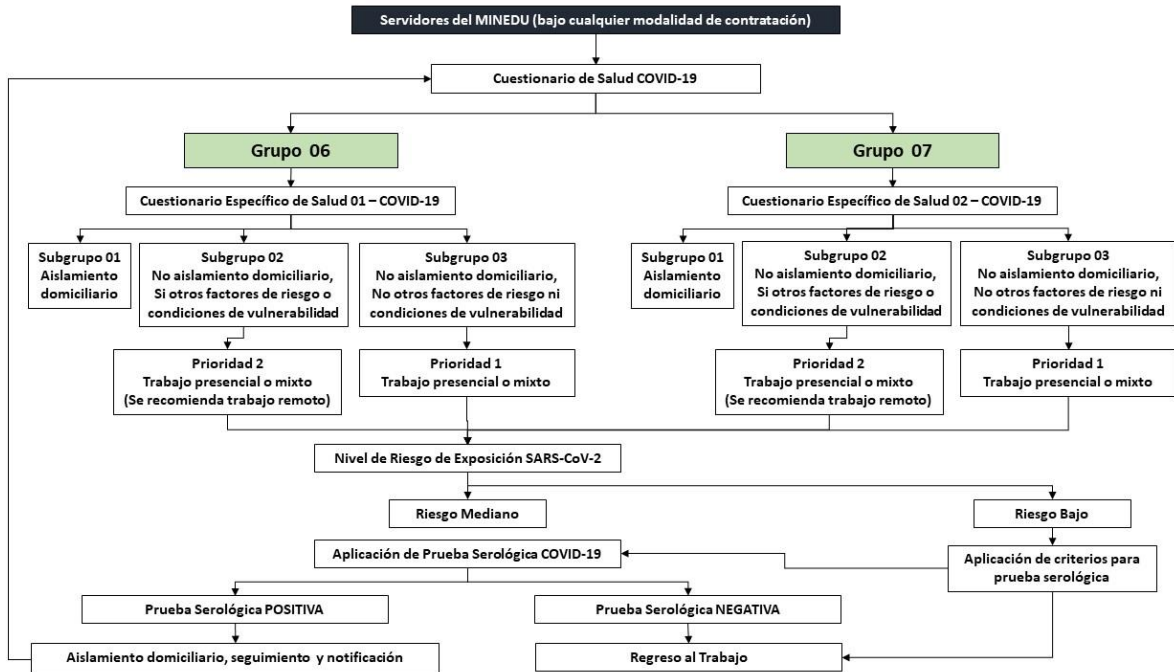 Servidores del MINEDU (bajo cualquier modalidad de contratación)
Cuestionario de Salud COVID-19
Grupo 06
Grupo 07
Cuestionario Específico de Salud 01 – COVID-19
Cuestionario Específico de Salud 02 – COVID-19
Subgrupo 01
Aislamiento
domiciliario
Subgrupo 02
No aislamiento domiciliario,
Si otros factores de riesgo o
condiciones de vulnerabilidad
Subgrupo 03
No aislamiento domiciliario,
No otros factores de riesgo ni
condiciones de vulnerabilidad
Subgrupo 01
Aislamiento
domiciliario
Subgrupo 02
No aislamiento domiciliario,
Si otros factores de riesgo o
condiciones de vulnerabilidad
Subgrupo 03
No aislamiento domiciliario,
No otros factores de riesgo ni
condiciones de vulnerabilidad
Prioridad 2
Trabajo presencial o mixto
(Se recomienda trabajo remoto)
Prioridad 1
Trabajo presencial o mixto
Prioridad 2
Trabajo presencial o mixto
(Se recomienda trabajo remoto)
Prioridad 1
Trabajo presencial o mixto
Nivel de Riesgo de Exposición SARS-CoV-2
Riesgo Mediano
Riesgo Bajo
Aplicación de Prueba Serológica COVID-19
Aplicación de criterios para
prueba serológica
Prueba Serológica POSITIVA
Prueba Serológica NEGATIVA
Aislamiento domiciliario, seguimiento y notificación
Regreso al Trabajo